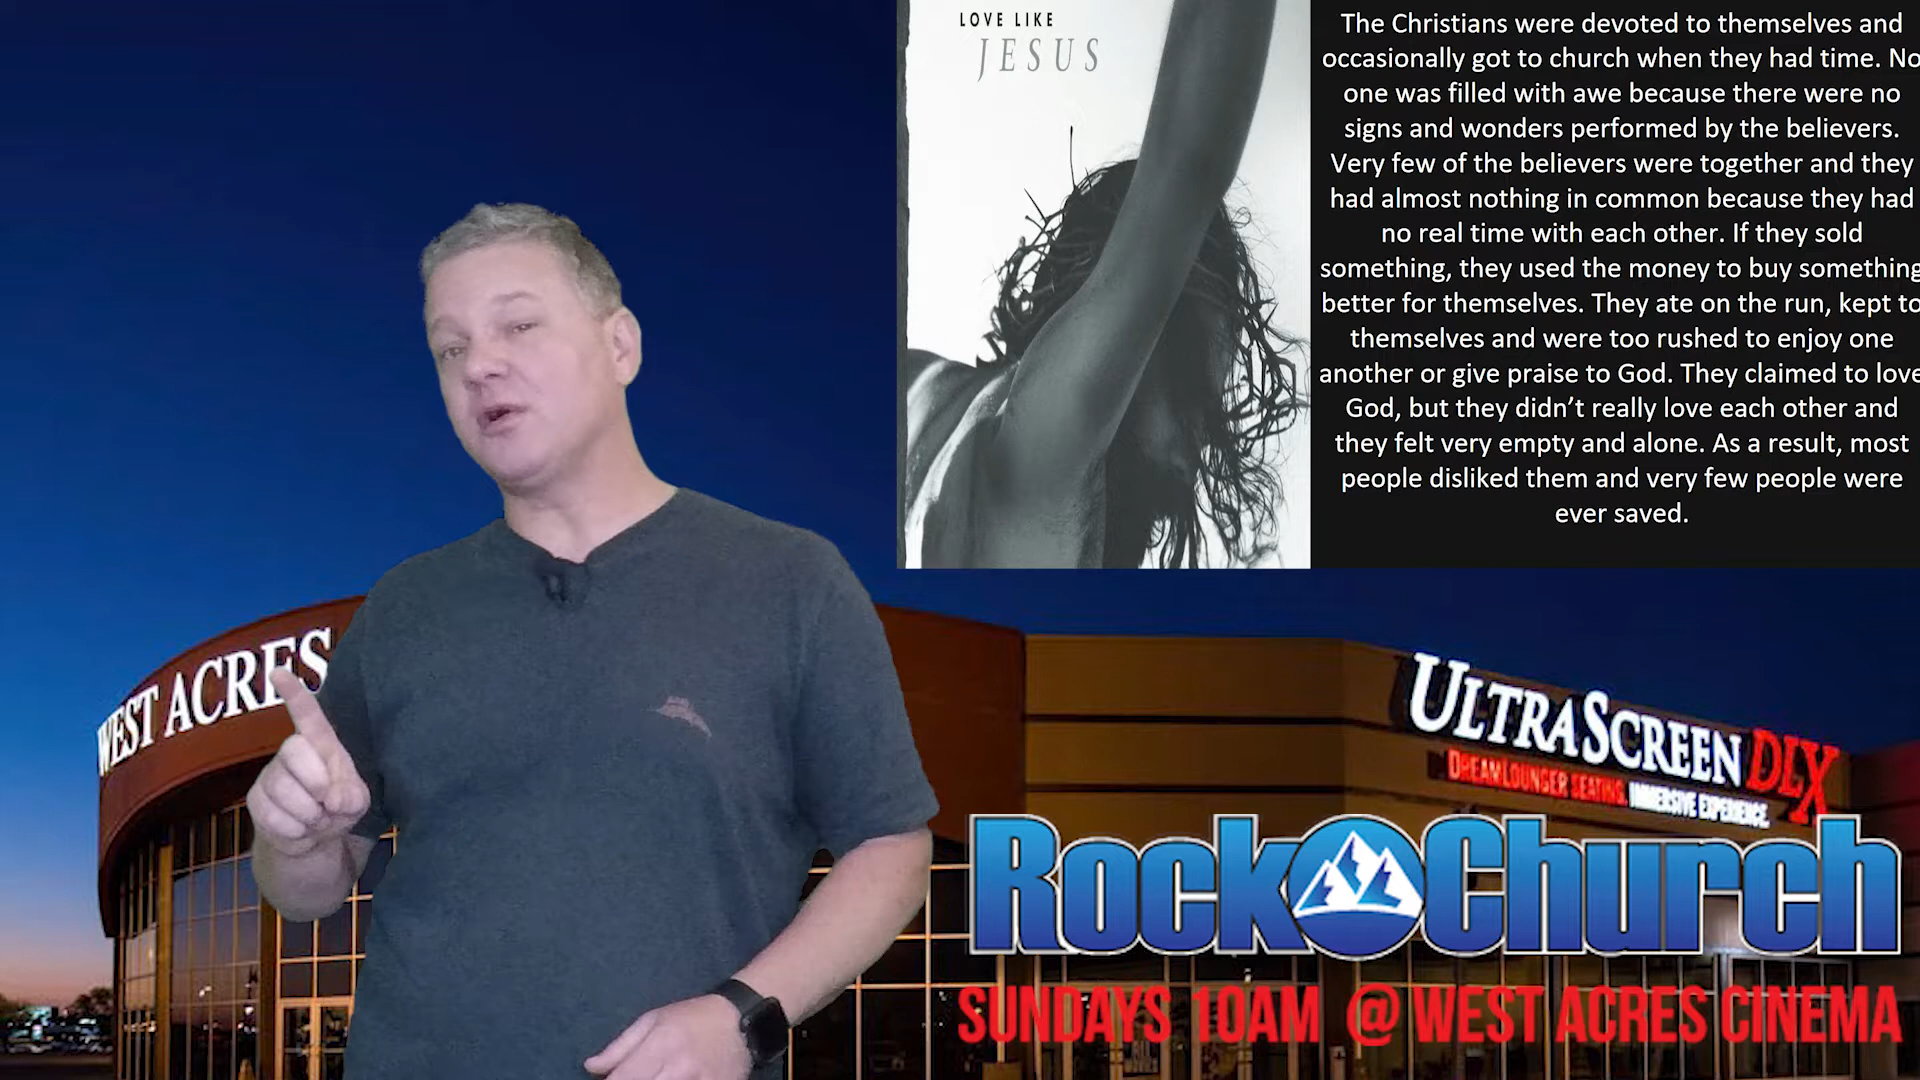 LOVE LIKE
JESUS
The Christians were devoted to themselves and
occasionally got to church when they had time. No
one was filled with awe because there were no
signs and wonders performed by the believers.
Very few of the believers were together and they
had almost nothing in common because they had
no real time with each other. If they sold
something, they used the money to buy something
better for themselves. They ate on the run, kept to
themselves and were too rushed to enjoy one
another or give praise to God. They claimed to love
God, but they didn’t really love each other and
they felt very empty and alone. As a result, most
people disliked them and very few people were
ever saved.
WEST ACRES
ULTRASCREEN DLX
DREAMLOUNGER SEATING. IMMERSIVE EXPERIENCE.
Rock Church
SUNDAYS 10AM @ WEST ACRES CINEMA